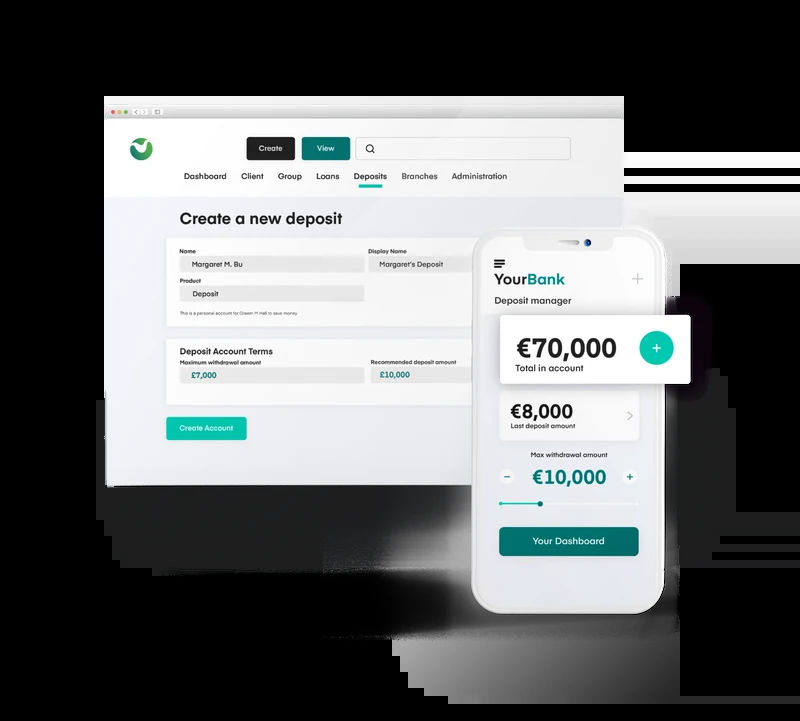 Create
View
Dashboard Client Group Loans Deposits Branches Administration
Create a new deposit
Name
Display Name
Margaret M. Bu
Margaret's Deposit
Product
Deposit
This is a personal account for Craeen M Hall to save money
Deposit Account Terms
Maximum withdrawal amount
Recommended deposit amount
£7,000
£10,000
Create Account
YourBank
Deposit manager
€70,000
Total in account
€8,000
Last deposit amount
Max withdrawal amount
€10,000
Your Dashboard